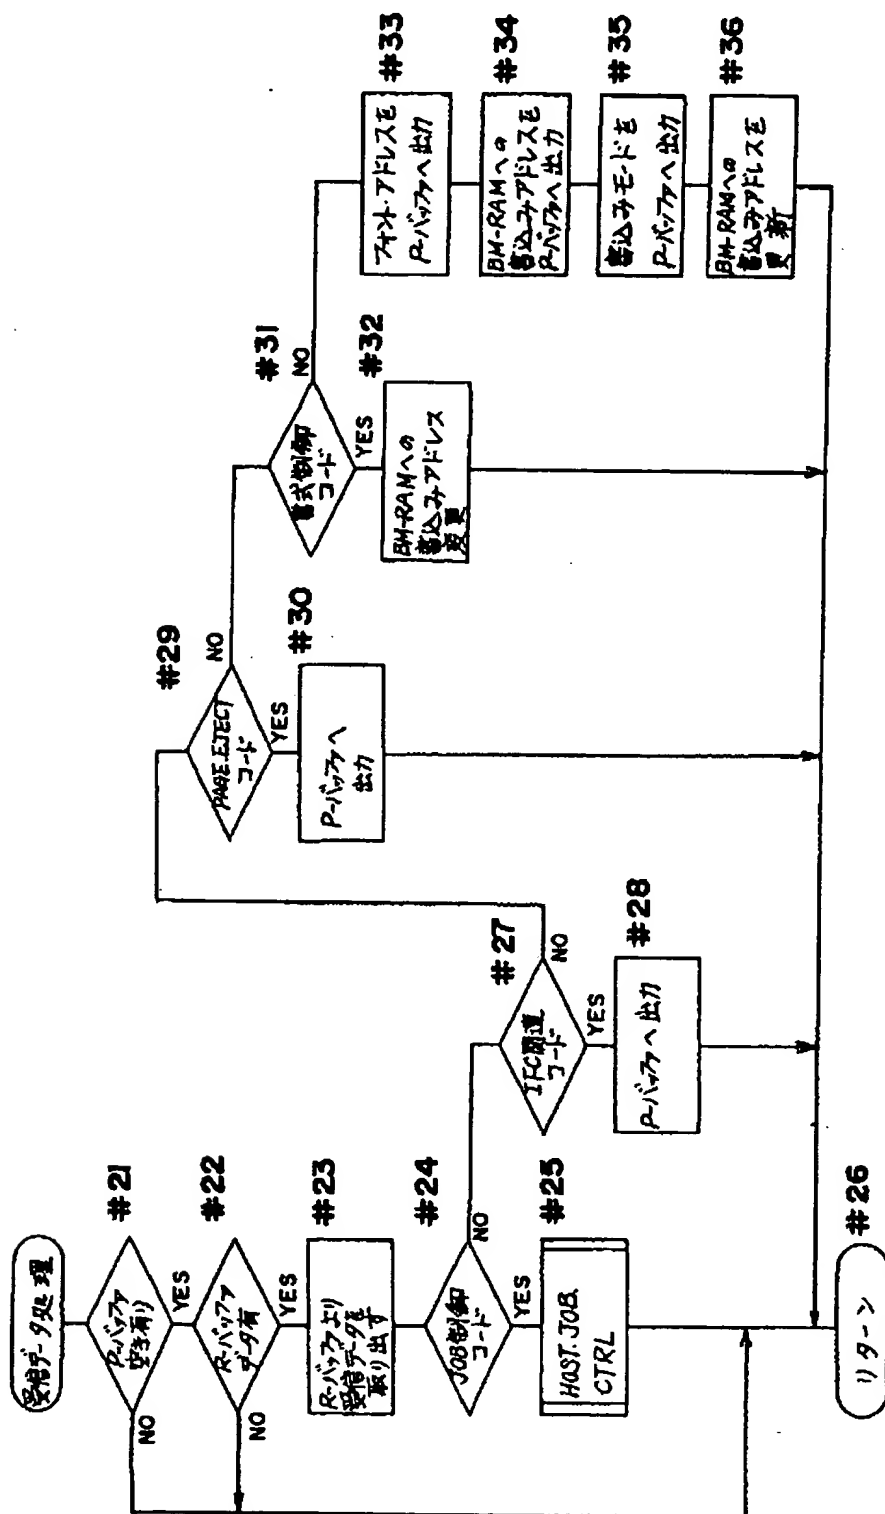 受信データ処理
#21
P-バッファ
空き有り
YES
NO
#22
R-バッファ
データ有
YES
NO
#23
R-バッファより
受信データを
取り出す
#24
JOB制御
コード
NO
YES
#25
HOST.JOB.
CTRL
#26
リターン
#27
IFC関連
コード
NO
YES
#28
P-バッファへ出力
#29
PAGE.EJECT
コード
NO
YES
#30
P-バッファへ
出力
#31
書式制御
コード
NO
YES
#32
BM-RAMへの
書込みアドレス
変更
#33
フォント・アドレスを
P-バッファへ出力
#34
BM-RAMへの
書込みアドレスを
P-バッファへ出力
#35
書込みモードを
P-バッファへ出力
#36
BM-RAMへの
書込みアドレスを
更新